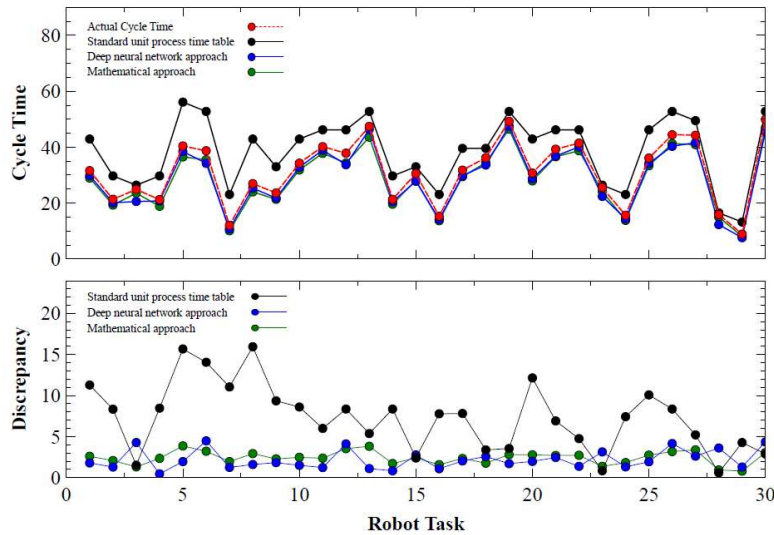 Actual Cycle Time
Standard unit process time table
Deep neural network approach
Mathematical approach
80
60
40
20
0
Cycle Time
Standard unit process time table
Deep neural network approach
Mathematical approach
20
15
10
5
0
Discrepancy
0 5 10 15 20 25 30
Robot Task